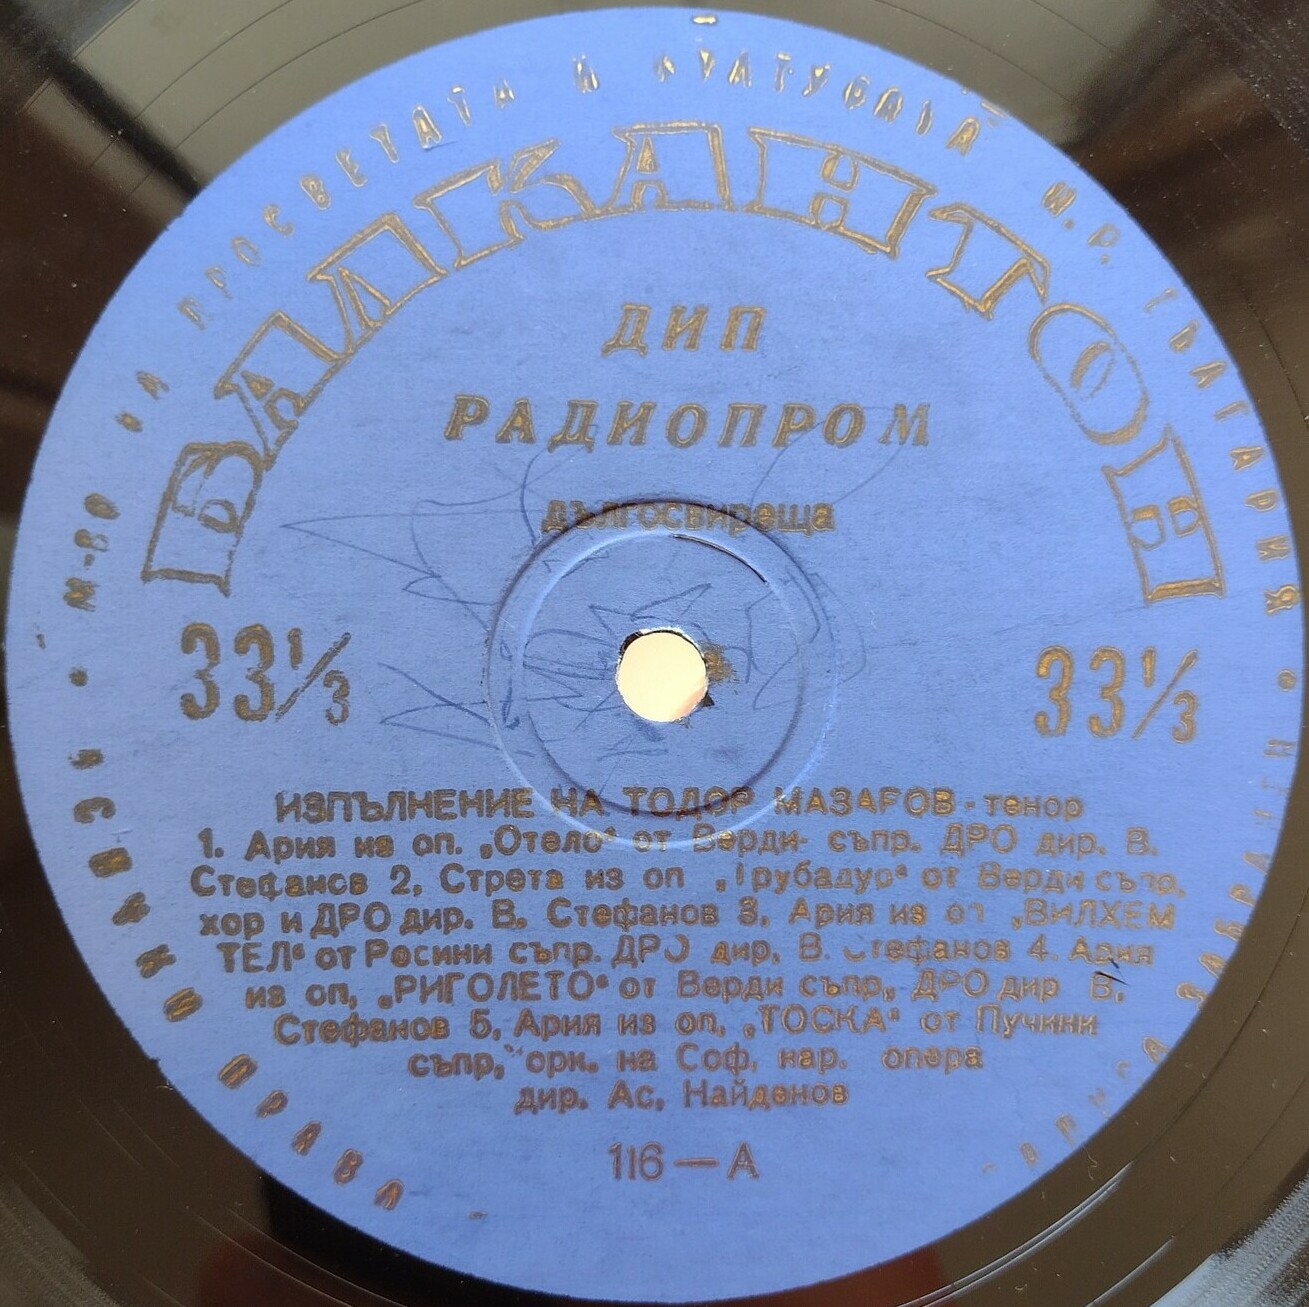 М-ВО НА ПРОСВЕТАТА И КУЛТУРАТА
БАЛКАНТОН
ДИП
РАДИОПРОМ
дългосвиреща
33⅓ 33⅓
ИЗПЪЛНЕНИЕ НА ТОДОР МАЗАРОВ - тенор
1. Ария из оп. „Отело“ от Верди- съпр. ДРО дир. В.
Стефанов 2, Стрета из оп „Трубадур“ от Верди съпр,
хор и ДРО дир. В. Стефанов 3. Ария из оп „ВИЛХЕМ
ТЕЛ“ от Росини съпр. ДРО дир. В. Стефанов 4. Ария
из оп, „РИГОЛЕТО“ от Верди съпр, ДРО дир В.
Стефанов 5, Ария из оп, „ТОСКА“ от Пучини
съпр, орк. на Соф, нар. опера
дир. Ас, Найденов
116 — А